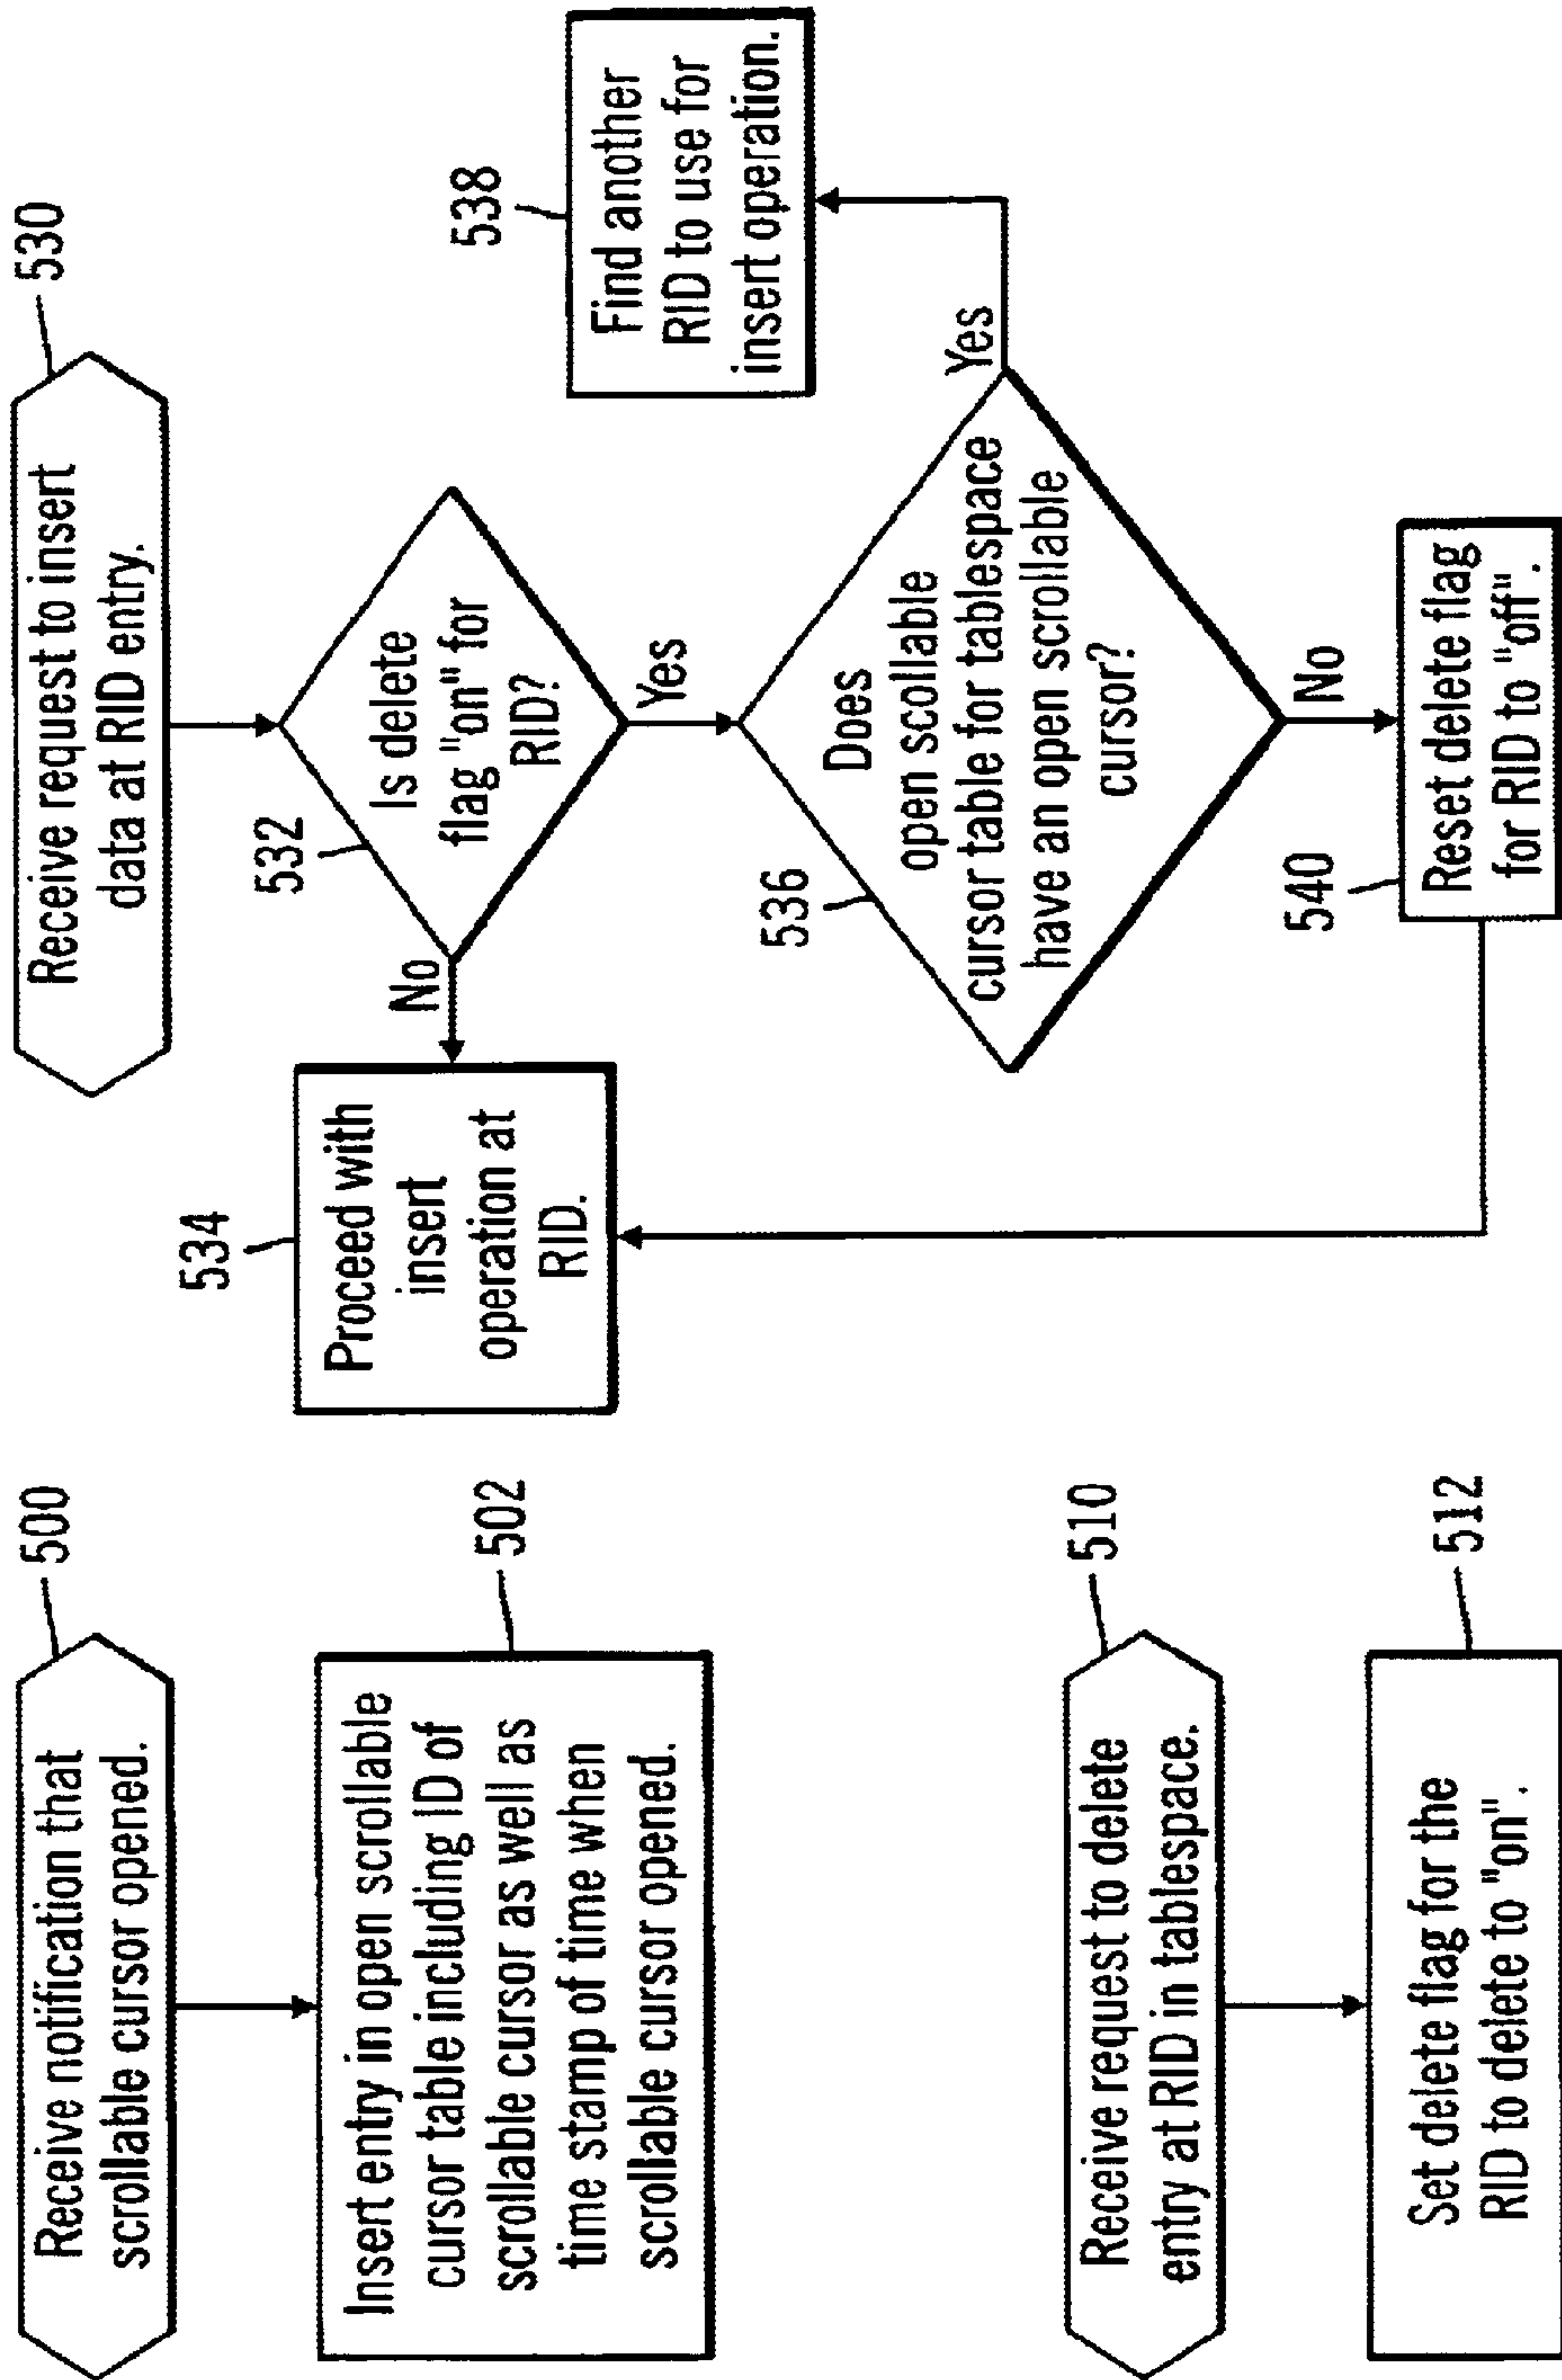 500
Receive notification that
scrollable cursor opened.
502
Insert entry in open scrollable
cursor table including ID of
scrollable cursor as well as
time stamp of time when
scrollable cursor opened.
510
Receive request to delete
entry at RID in tablespace.
512
Set delete flag for the
RID to delete to "on".
530
Receive request to insert
data at RID entry.
532
Is delete
flag "on" for
RID?
No
Yes
534
Proceed with
insert
operation at
RID.
536
Does
open scollable
cursor table for tablespace
have an open scrollable
cursor?
Yes
No
538
Find another
RID to use for
insert operation.
540
Reset delete flag
for RID to "off".